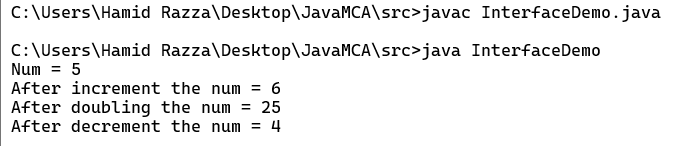 C:\Users\Hamid Razza\Desktop\JavaMCA\src>javac InterfaceDemo.java
C:\Users\Hamid Razza\Desktop\JavaMCA\src>java InterfaceDemo
Num = 5
After increment the num = 6
After doubling the num = 25
After decrement the num = 4